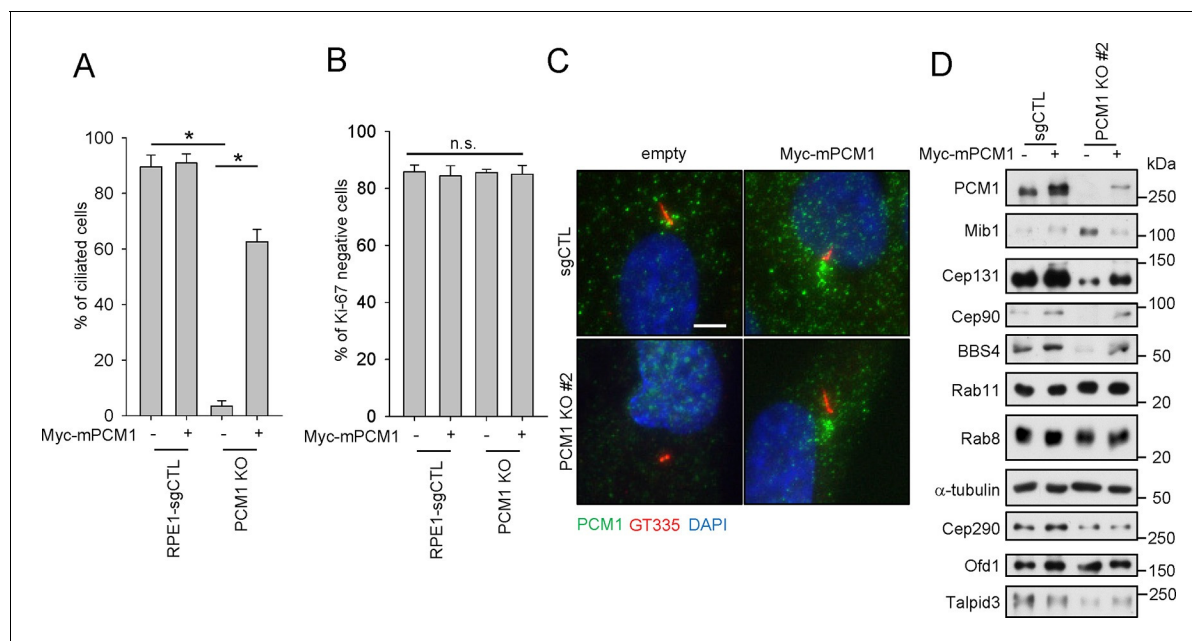 A
% of ciliated cells
100
80
60
40
20
0
*
*
Myc-mPCM1 - + - +
RPE1-sgCTL
PCM1 KO
B
% of Ki-67 negative cells
100
80
60
40
20
0
n.s.
Myc-mPCM1 - + - +
RPE1-sgCTL
PCM1 KO
C
empty Myc-mPCM1
sgCTL
PCM1 KO #2
PCM1 GT335 DAPI
D
sgCTL PCM1 KO #2
Myc-mPCM1 - + - + kDa
PCM1 250
Mib1 100
150
Cep131
100
Cep90
BBS4 50
Rab11 20
Rab8 20
α-tubulin 50
Cep290 250
Ofd1 150
250
Talpid3